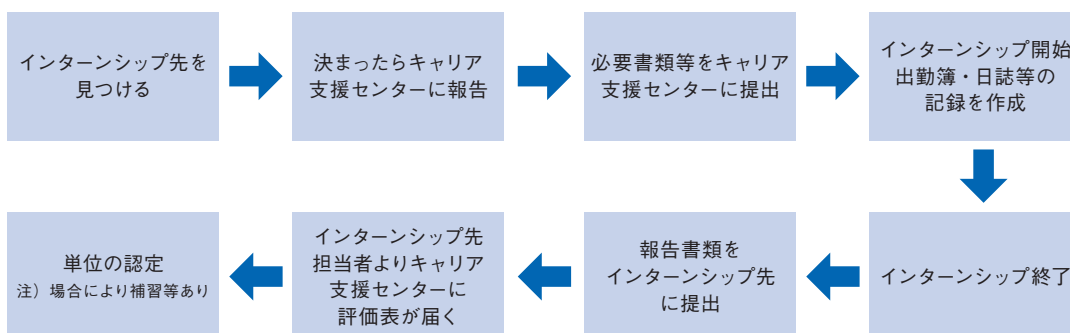 インターンシップ先を
見つける
決まったらキャリア
支援センターに報告
必要書類等をキャリア
支援センターに提出
インターンシップ開始
出勤簿・日誌等の
記録を作成
インターンシップ終了
報告書類を
インターンシップ先
に提出
インターンシップ先
担当者よりキャリア
支援センターに
評価表が届く
単位の認定
注）場合により補習等あり